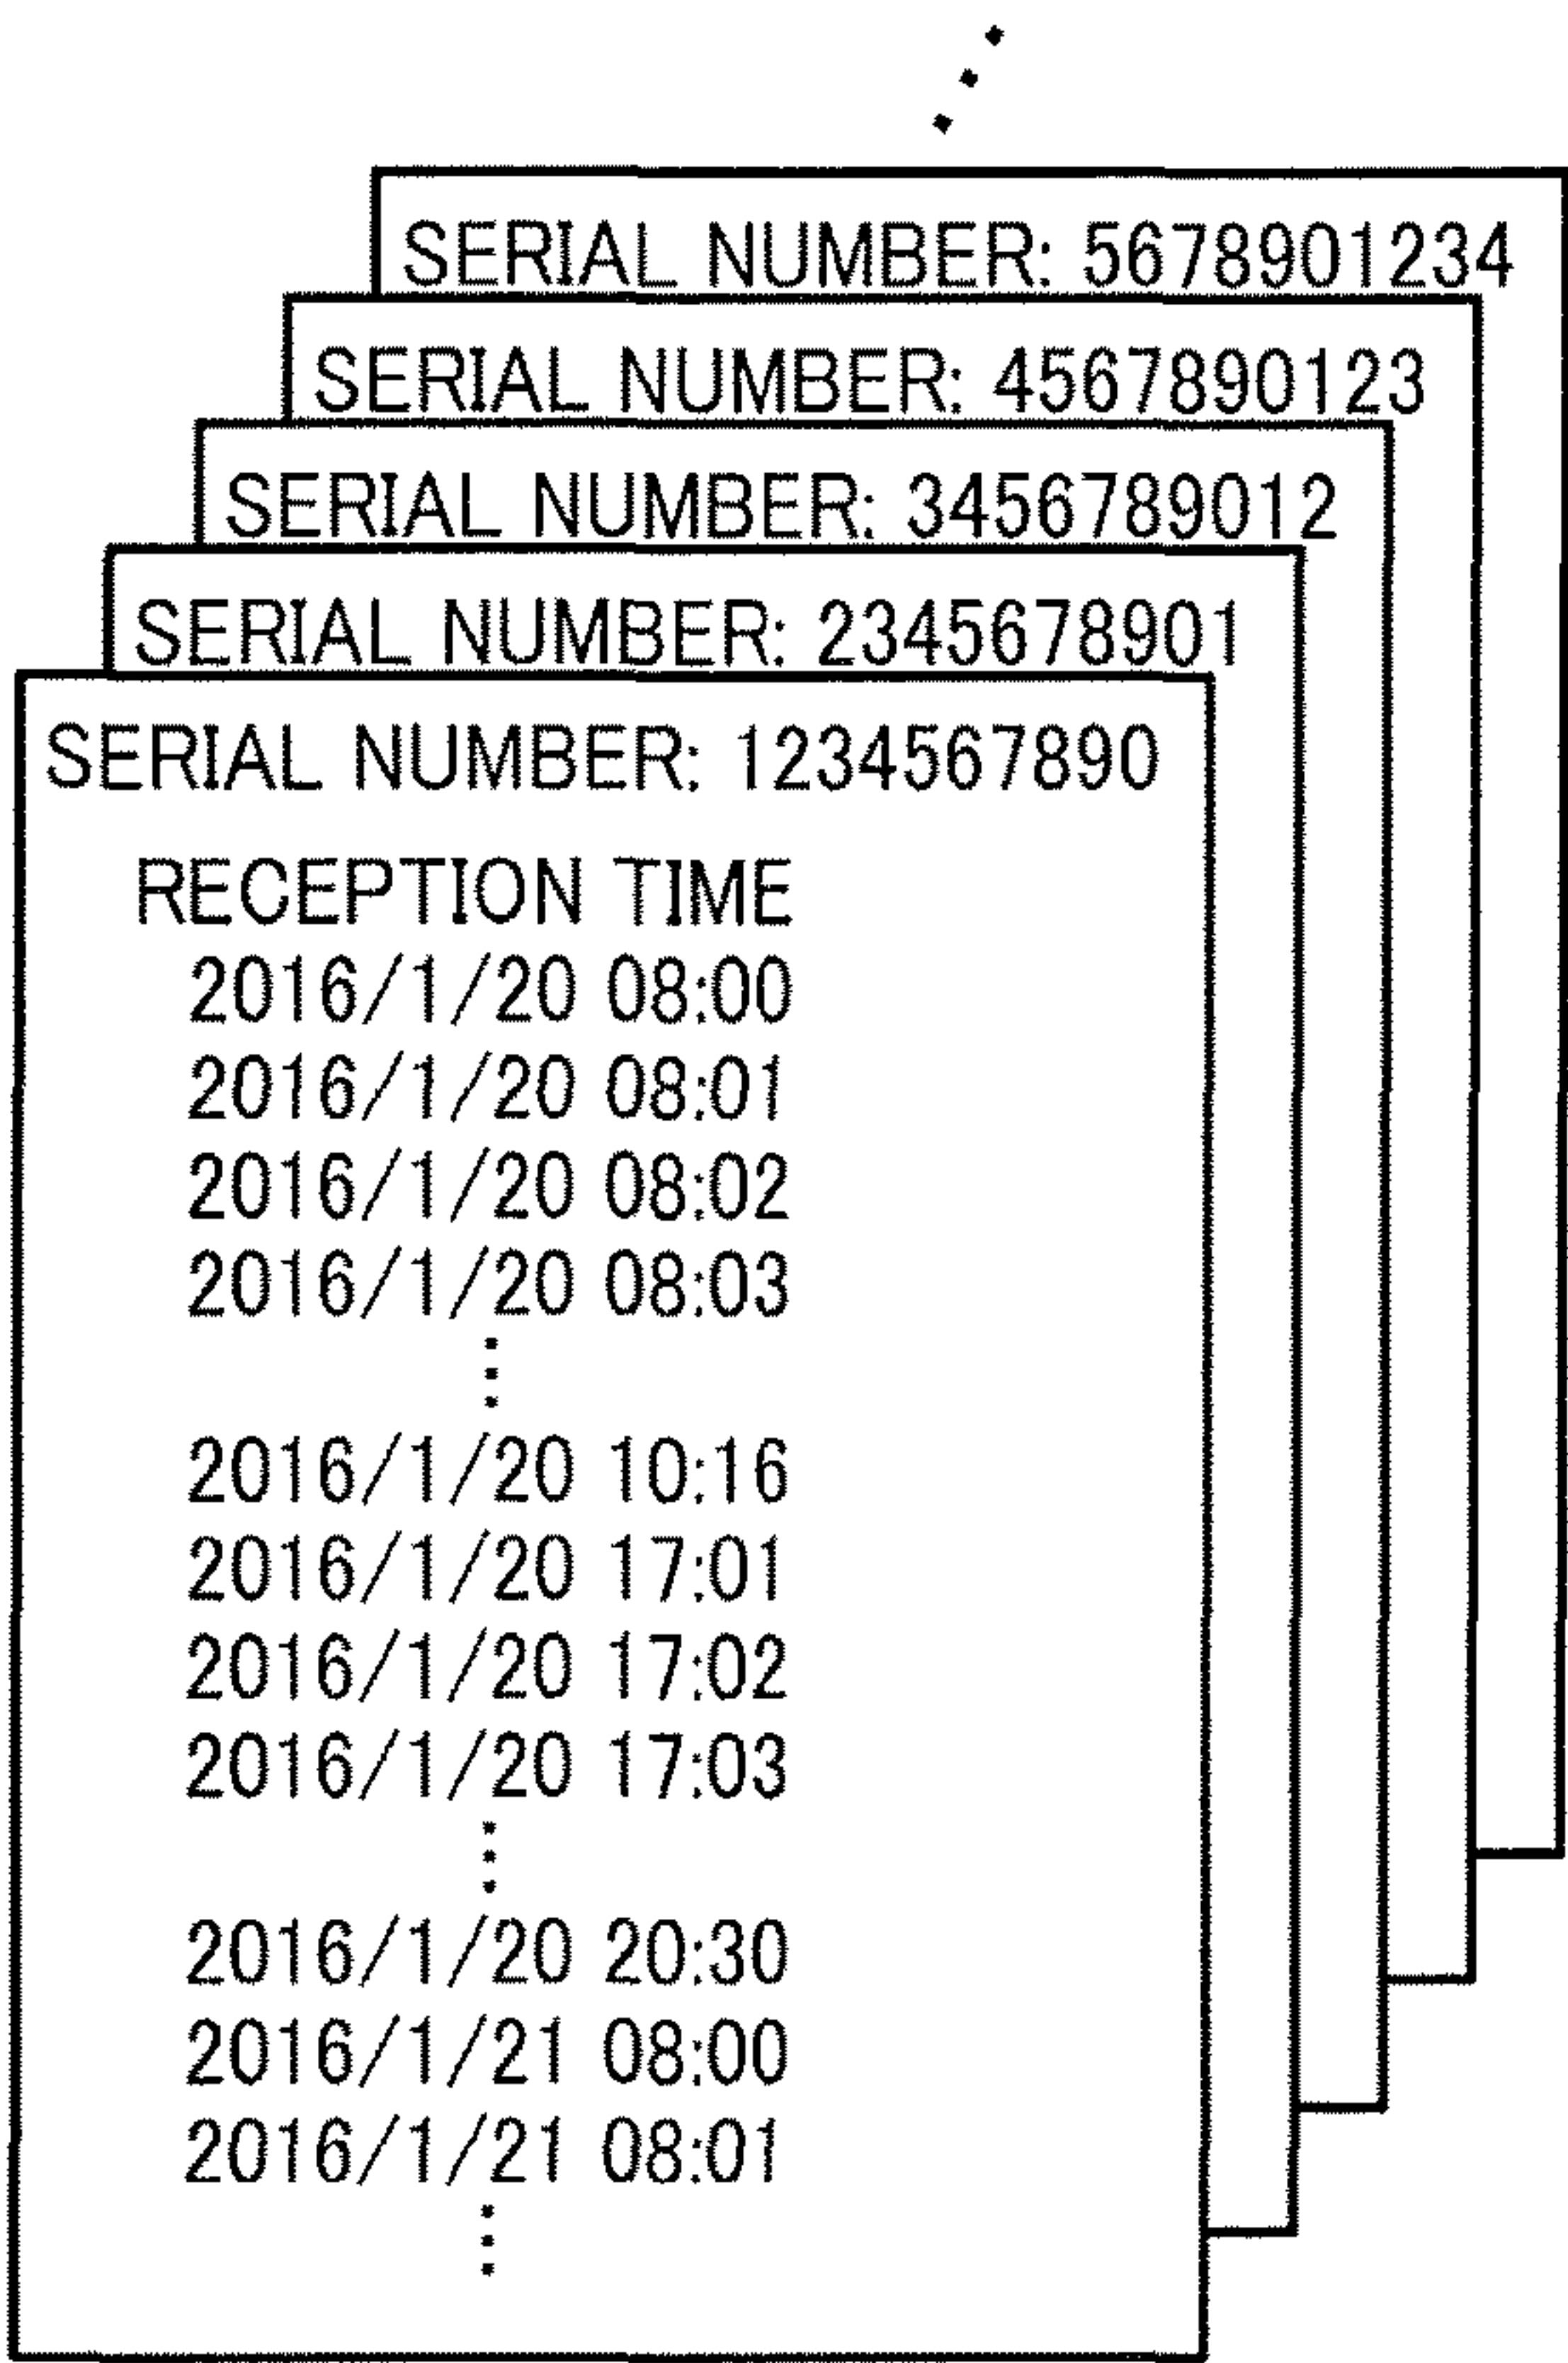 SERIAL NUMBER: 5678901234
SERIAL NUMBER: 4567890123
SERIAL NUMBER: 3456789012
SERIAL NUMBER: 2345678901
SERIAL NUMBER: 1234567890
RECEPTION TIME
2016/1/20 08:00
2016/1/20 08:01
2016/1/20 08:02
2016/1/20 08:03
⋮
2016/1/20 10:16
2016/1/20 17:01
2016/1/20 17:02
2016/1/20 17:03
⋮
2016/1/20 20:30
2016/1/21 08:00
2016/1/21 08:01
⋮